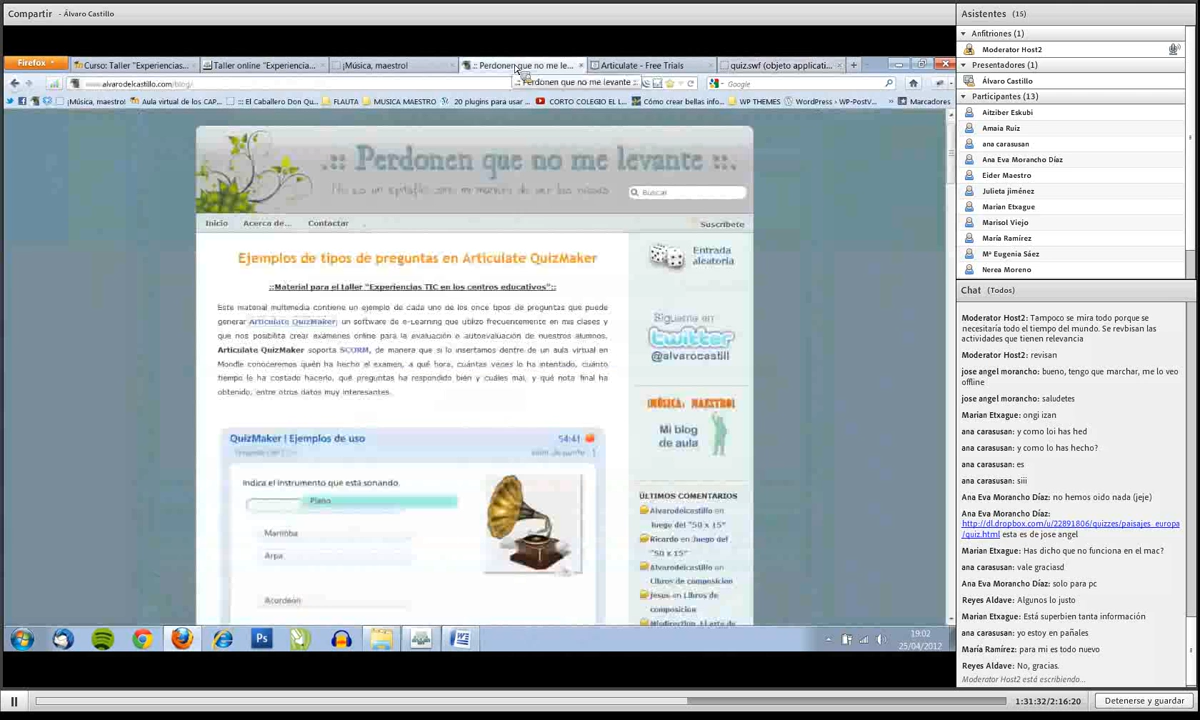 Compartir - Álvaro Castillo
Firefox
Curso: Taller "Experiencias...
Taller online "Experiencia...
¡Música, maestro!
.:: Perdonen que no me le...
Articulate - Free Trials
quiz.swf (objeto applicati...
www.alvarodelcastillo.com/blog/
.:: Perdonen que no me levante ::.
Google
¡Música, maestro!
Aula virtual de los CAP...
.:: El Caballero Don Qu...
FLAUTA
MUSICA MAESTRO
20 plugins para usar ...
CORTO COLEGIO EL L...
Cómo crear bellas info...
WP THEMES
WordPress › WP-PostV...
Marcadores
.:: Perdonen que no me levante ::.
Buscar
Inicio
Acerca de...
Contactar
Suscríbete
Ejemplos de tipos de preguntas en Articulate QuizMaker
::Material para el taller "Experiencias TIC en los centros educativos"::
Este material multimedia contiene un ejemplo de cada uno de los once tipos de preguntas que puede
generar Articulate QuizMaker, un software de e-Learning que utilizo frecuentemente en mis clases y
que nos posibilita crear exámenes online para la evaluación o autoevaluación de nuestros alumnos.
Articulate QuizMaker soporta SCORM, de manera que si lo insertamos dentro de un aula virtual en
Moodle conoceremos quién ha hecho el examen, a qué hora, cuántas veces lo ha intentado, cuánto
tiempo le ha costado hacerlo, qué preguntas ha respondido bien y cuáles mal, y qué nota final ha
obtenido, entre otros datos muy interesantes.
QuizMaker | Ejemplos de uso
54:41
Indica el instrumento que está sonando.
Piano
Marimba
Arpa
Acordeón
Entrada
aleatoria
Sígueme en
twitter
@alvarocastill
¡MÚSICA, MAESTRO!
Mi blog
de aula
ÚLTIMOS COMENTARIOS
Alvarodelcastillo en
Juego del "50 x 15"
Ricardo en Juego del
"50 x 15"
Alvarodelcastillo en
Libros de composicion
Jesus en Libros de
composicion
19:02
25/04/2012
Asistentes (15)
Anfitriones (1)
Moderator Host2
Presentadores (1)
Álvaro Castillo
Participantes (13)
Aitziber Eskubi
Amaia Ruiz
ana carasusan
Ana Eva Morancho Díaz
Eider Maestro
Julieta jiménez
Marian Etxague
Marisol Viejo
María Ramírez
Mª Eugenia Sáez
Nerea Moreno
Chat (Todos)
Moderator Host2: Tampoco se mira todo porque se
necesitaría todo el tiempo del mundo. Se revbisan las
actividades que tienen relevancia
Moderator Host2: revisan
jose angel morancho: bueno, tengo que marchar, me lo veo
offline
jose angel morancho: saludetes
Marian Etxague: ongi izan
ana carasusan: y como loi has hed
ana carasusan: y como lo has hecho?
ana carasusan: es
ana carasusan: siii
Ana Eva Morancho Díaz: no hemos oido nada (jeje)
Ana Eva Morancho Díaz:
http://dl.dropbox.com/u/22891806/quizzes/paisajes_europa
/quiz.html esta es de jose angel
Marian Etxague: Has dicho que no funciona en el mac?
ana carasusan: vale graciasd
Ana Eva Morancho Díaz: solo para pc
Reyes Aldave: Algunos lo justo
Marian Etxague: Está superbien tanta información
ana carasusan: yo estoy en pañales
María Ramírez: para mi es todo nuevo
Reyes Aldave: No, gracias.
Moderator Host2 está escribiendo...
1:31:32/2:16:20
Detenerse y guardar